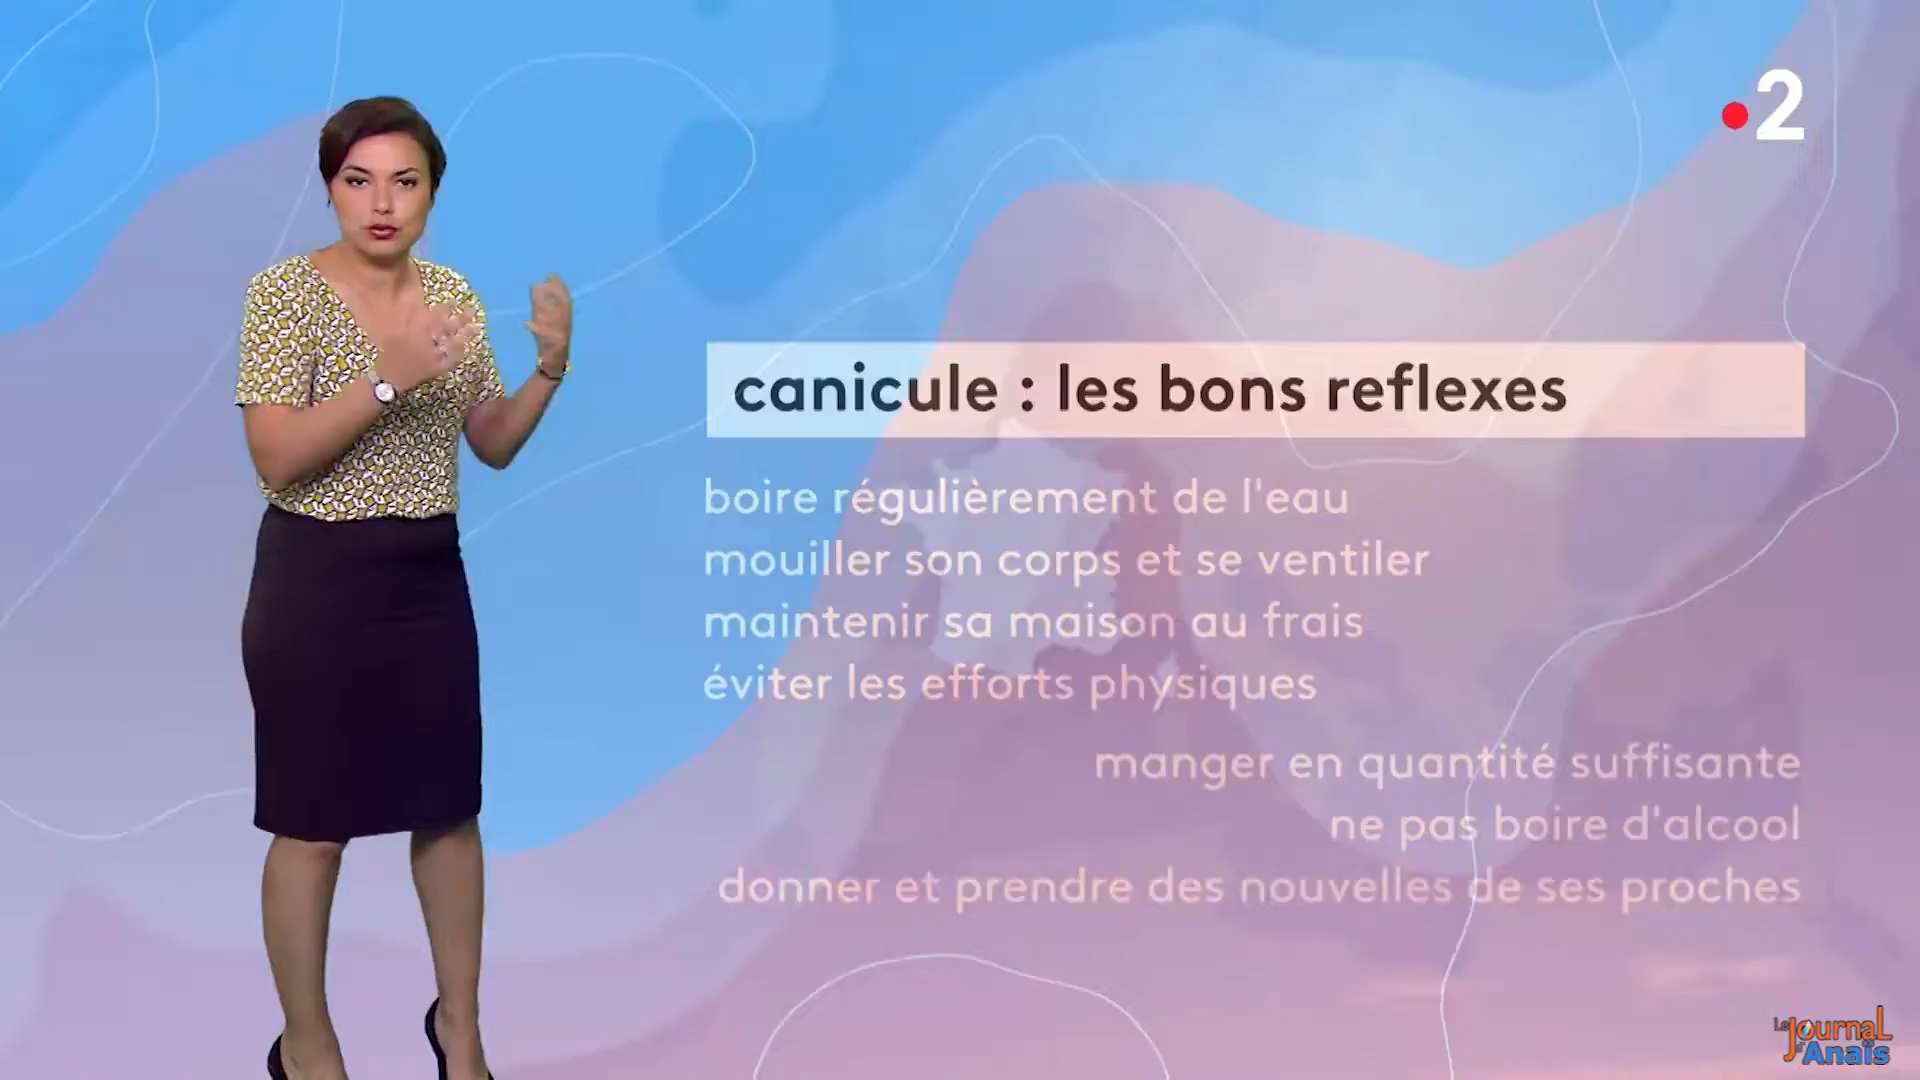 2
canicule : les bons reflexes
boire régulièrement de l'eau
mouiller son corps et se ventiler
maintenir sa maison au frais
éviter les efforts physiques
manger en quantité suffisante
ne pas boire d'alcool
donner et prendre des nouvelles de ses proches
Le Journal
d'Anaïs